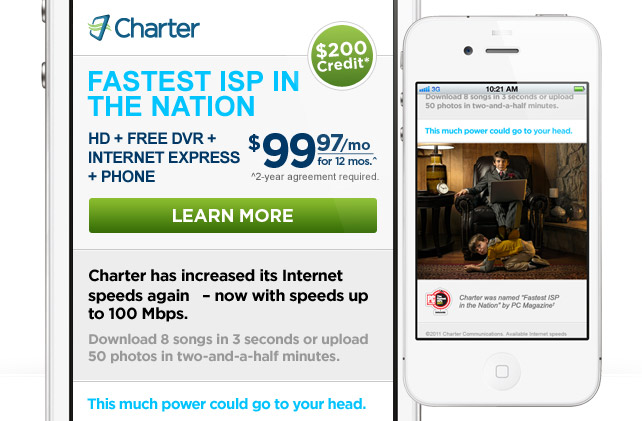 Charter
$200
Credit*
FASTEST ISP IN
THE NATION
HD + FREE DVR +
INTERNET EXPRESS
+ PHONE
$99 97/mo
for 12 mos.^
^2-year agreement required.
LEARN MORE
Charter has increased its Internet
speeds again – now with speeds up
to 100 Mbps.
Download 8 songs in 3 seconds or upload
50 photos in two-and-a-half minutes.
This much power could go to your head.
3G
10:21 AM
Download 8 songs in 3 seconds or upload
50 photos in two-and-a-half minutes.
This much power could go to your head.
PC
Charter was named "Fastest ISP
in the Nation" by PC Magazine†
©2011 Charter Communications. Available Internet speeds